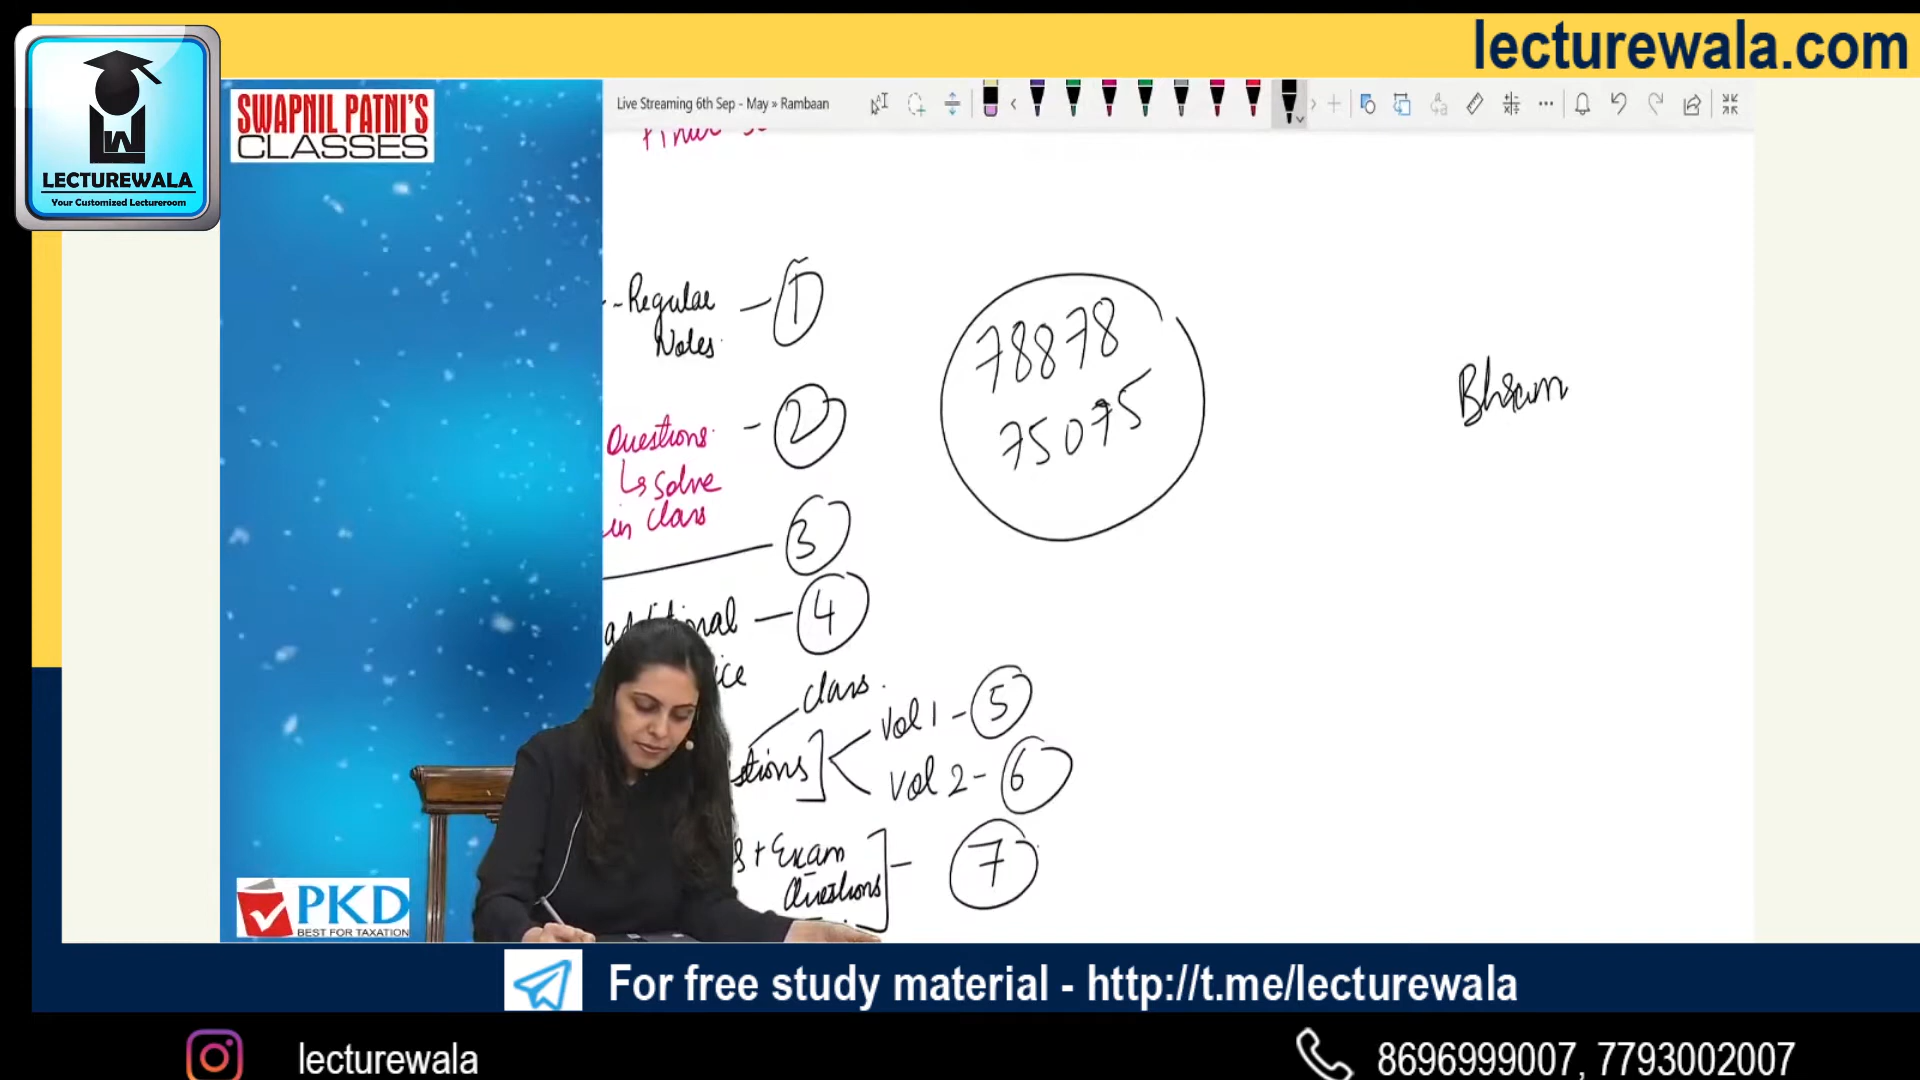 lecturewala.com
LW
LECTUREWALA
Your Customized Lectureroom
SWAPNIL PATNI'S
CLASSES
Live Streaming 6th Sep - May » Rambaan
- Regular
Notes
1
Questions
↳ solve
in class
2
3
additional
4
class
Vol 1 - 5
Vol 2 - 6
+ Exam
Questions
7
78878
75075
PKD
BEST FOR TAXATION
For free study material - http://t.me/lecturewala
lecturewala
8696999007, 7793002007